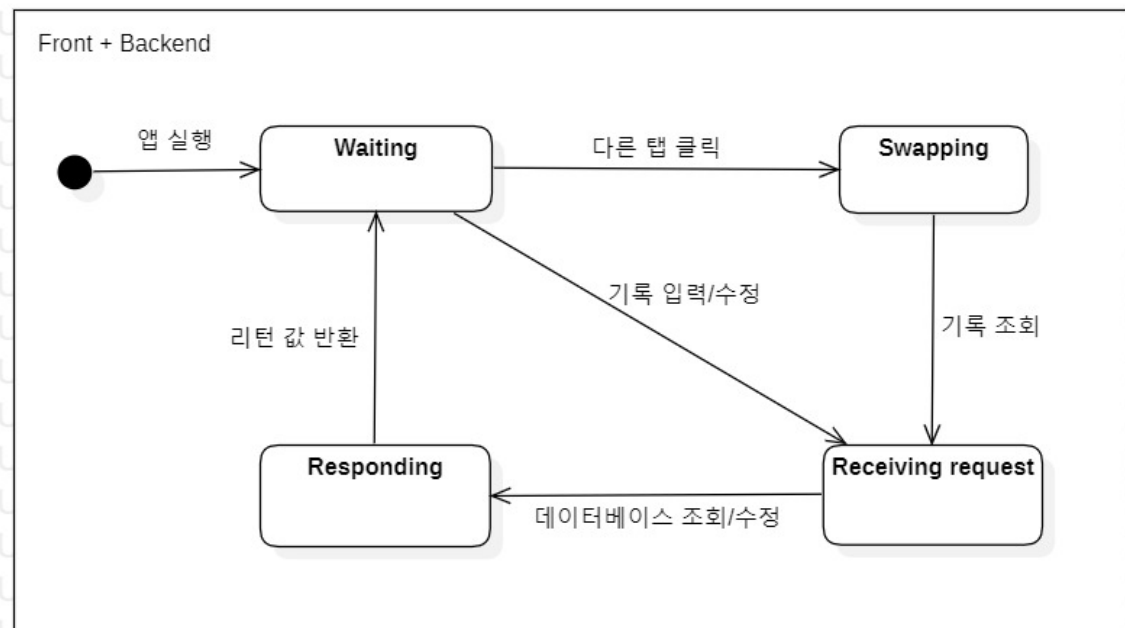 Front + Backend
앱 실행
Waiting
다른 탭 클릭
Swapping
기록 입력/수정
기록 조회
리턴 값 반환
Responding
Receiving request
데이터베이스 조회/수정